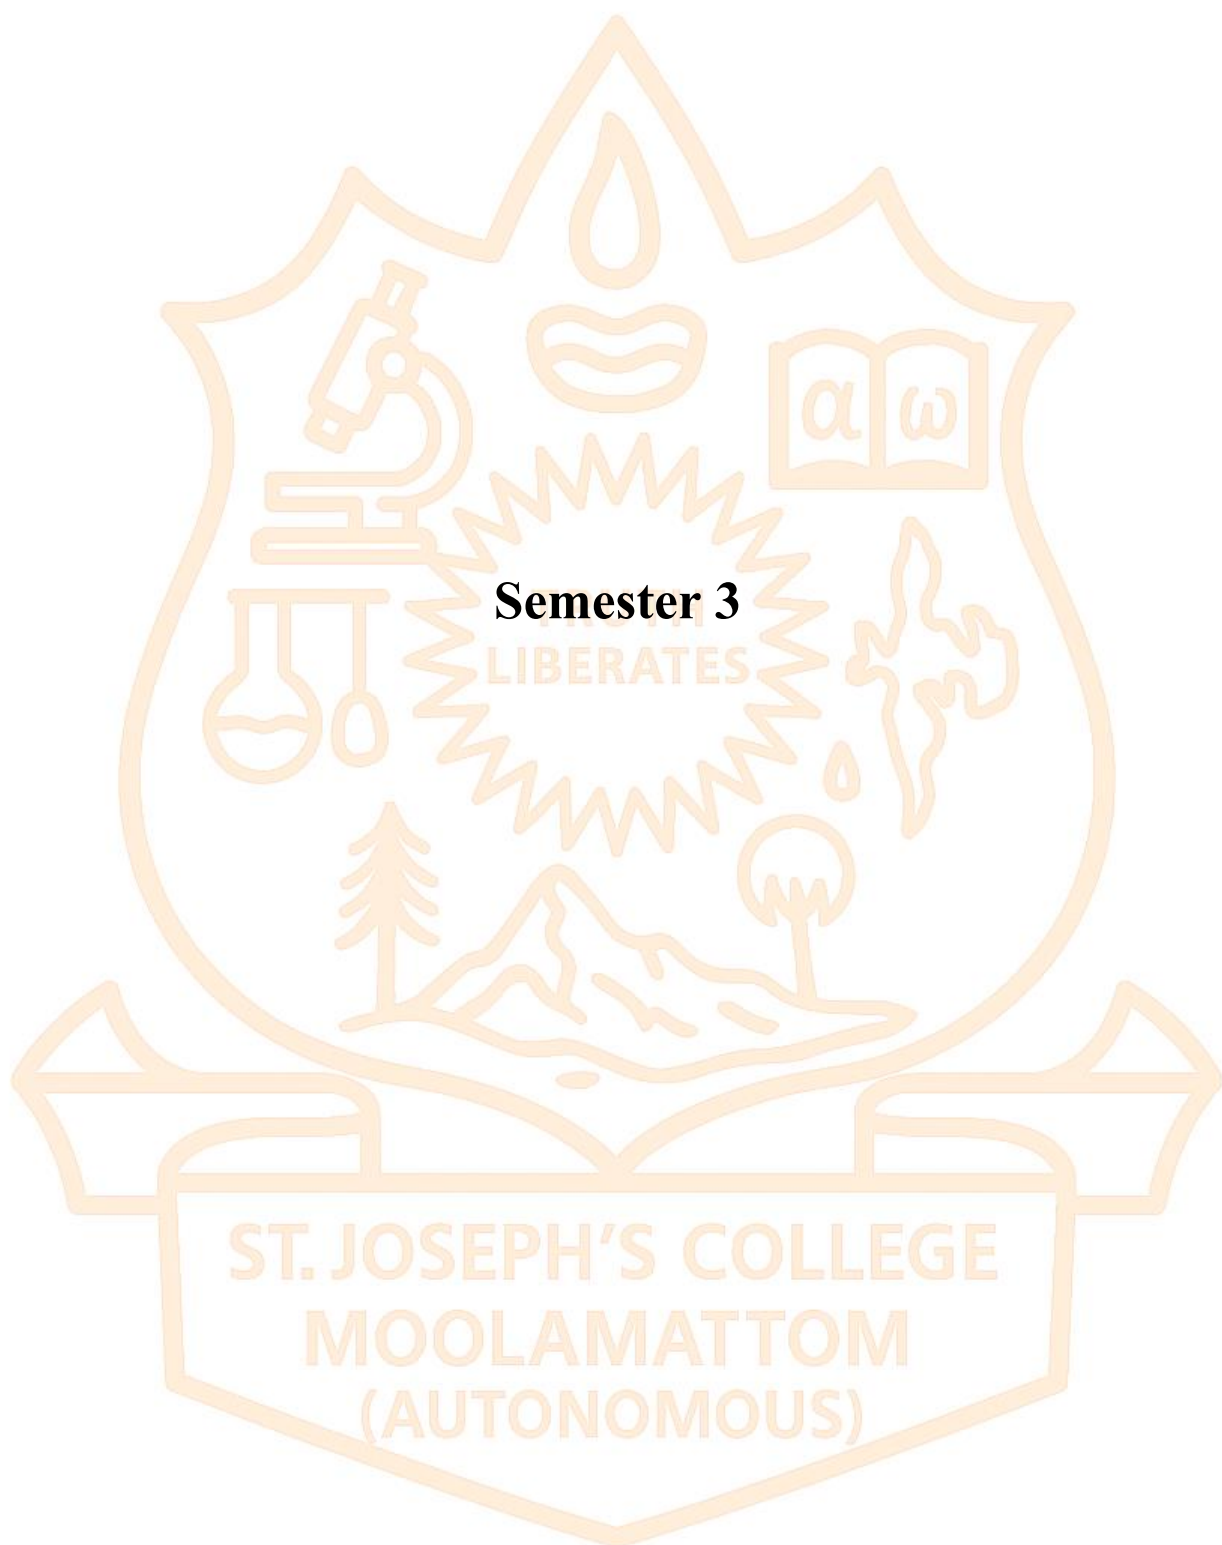 α ω
Semester 3
LIBERATES
ST. JOSEPH'S COLLEGE
MOOLAMATTOM
(AUTONOMOUS)